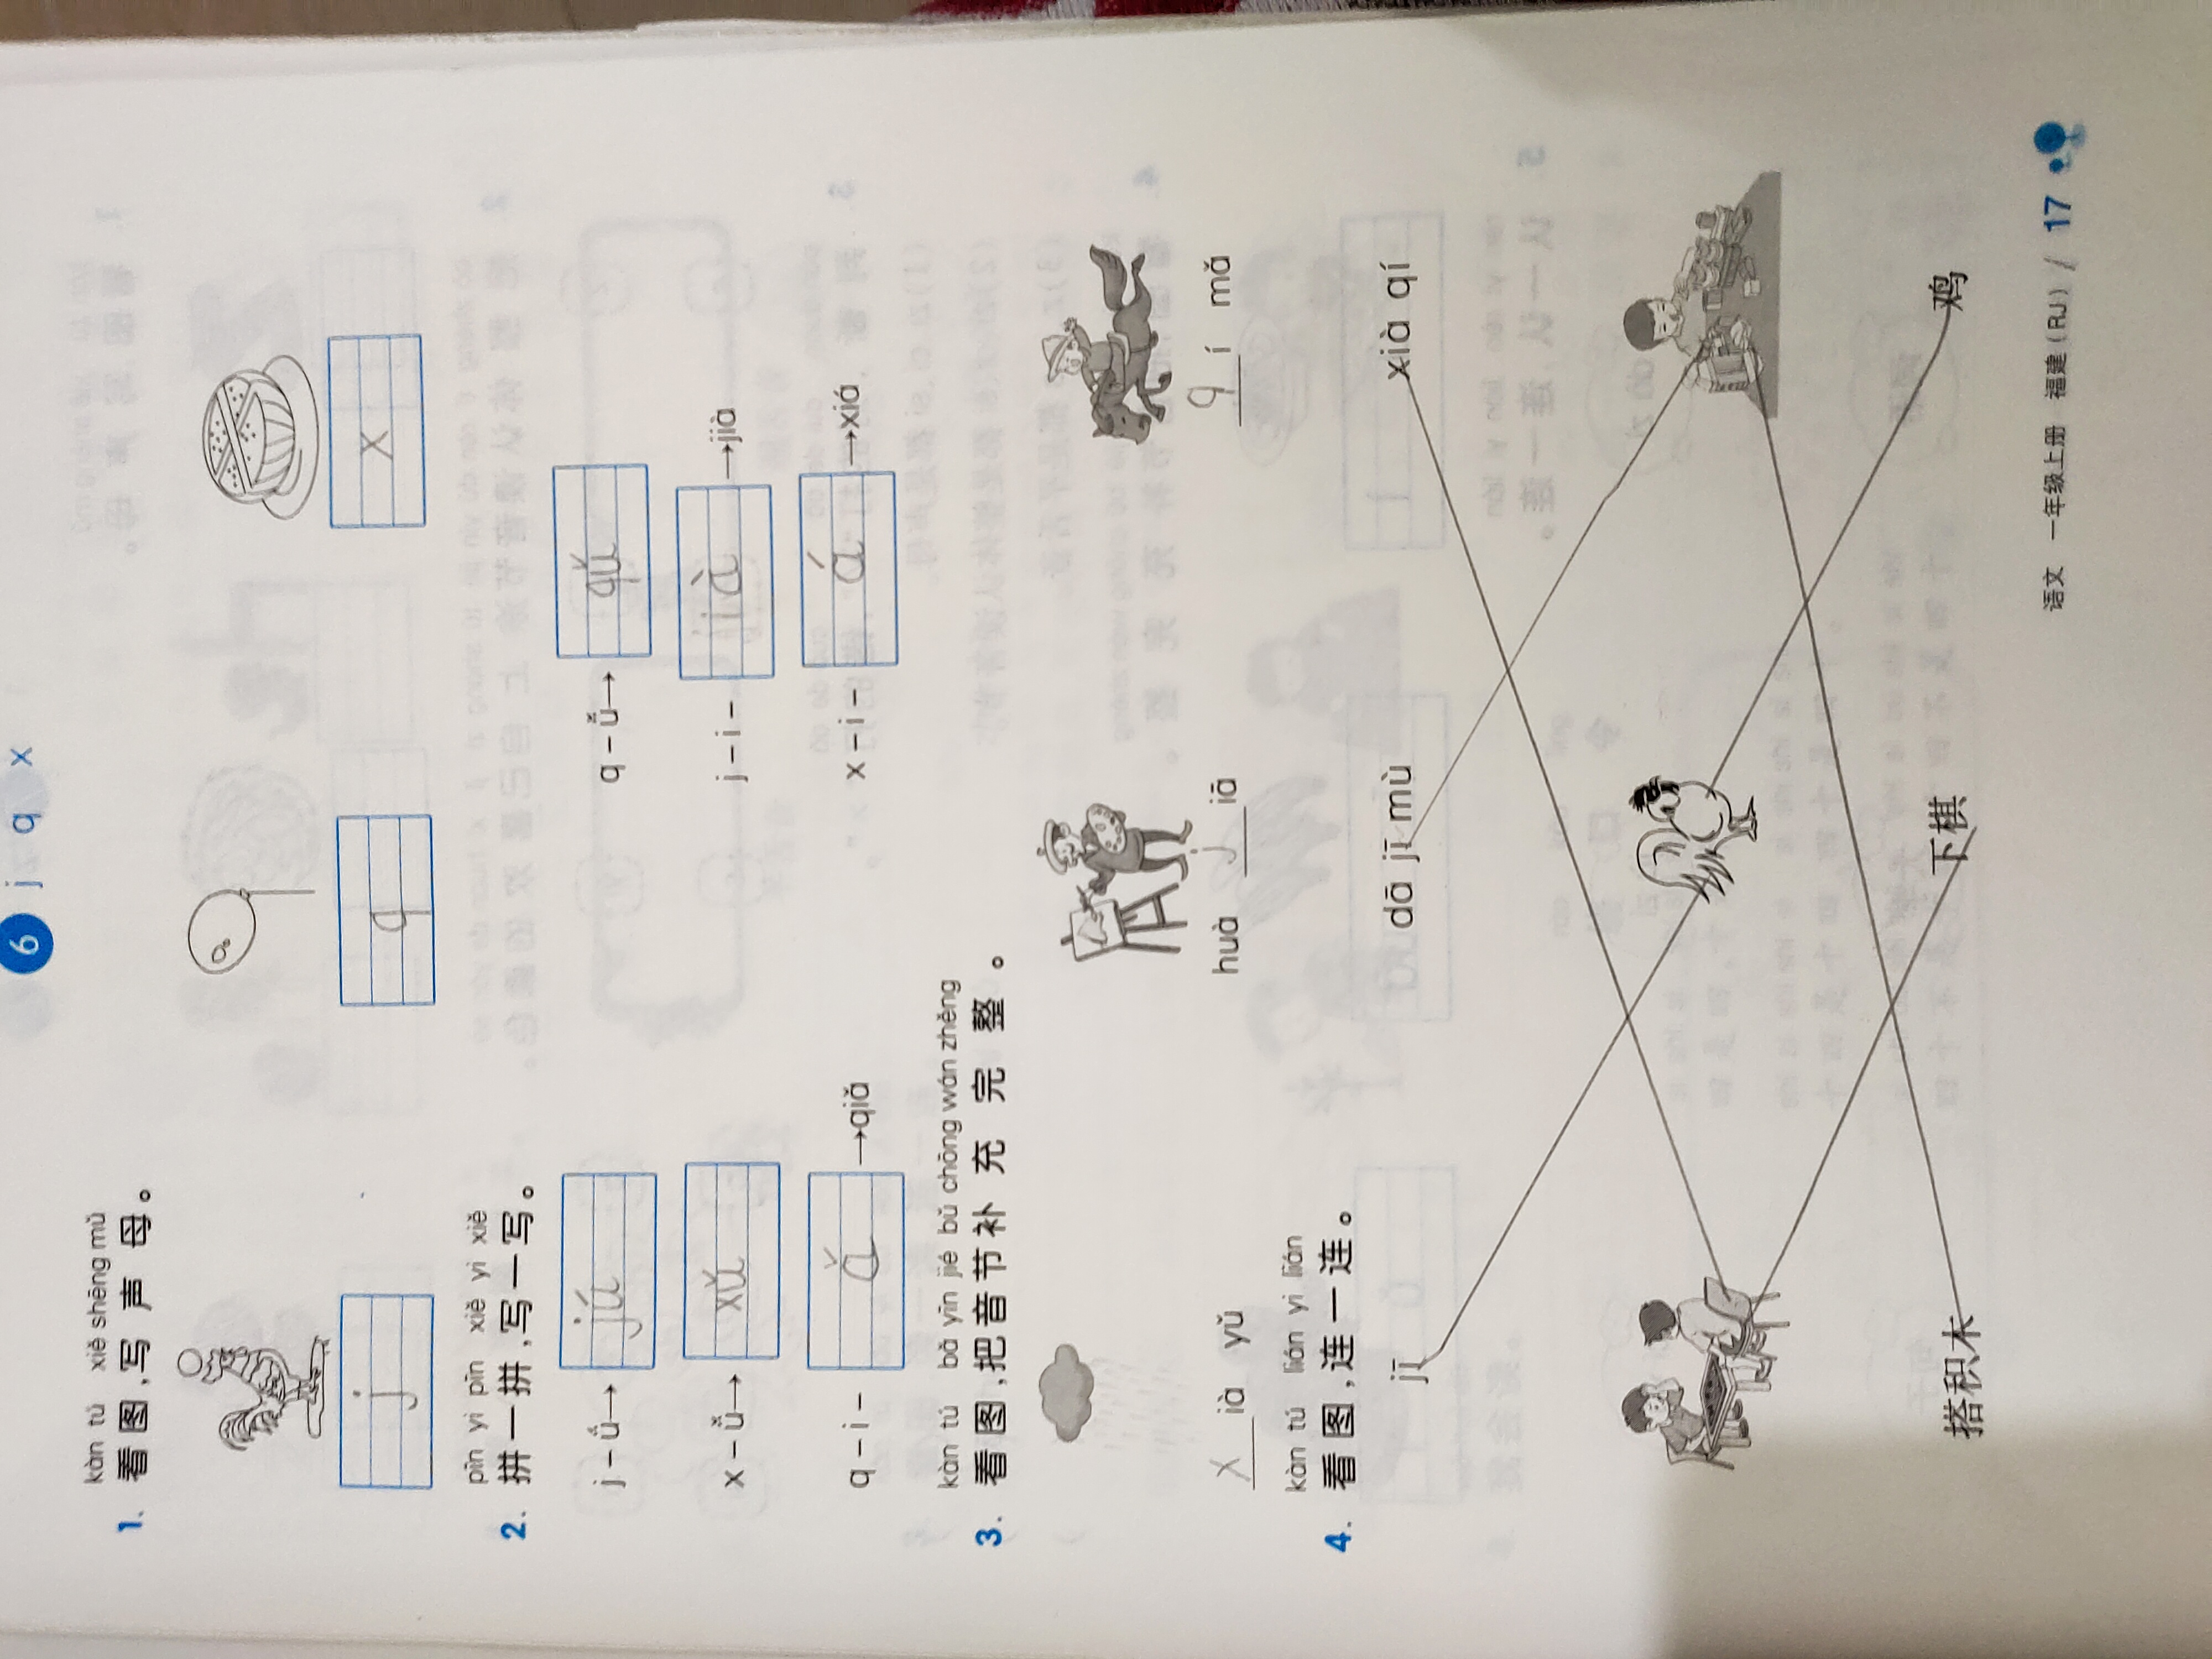 6 j q x
kàn tú xiě shēng mǔ
1. 看图,写声母。
j q x
pīn yi pīn xiě yi xiě
2. 拼一拼,写一写。
j – ǘ→ jú q – ǚ→ qǔ
x – ǚ→ xǔ j – i – ià →jià
q – i – ǎ →qiǎ x – i – á →xiá
kàn tú bǎ yīn jié bǔ chōng wán zhěng
3. 看图,把音节补充完整。
x ià yǔ huà j iā q í mǎ
kàn tú lián yi lián
4. 看图,连一连。
jī dā jī mù xià qí
搭积木 下棋 鸡
语文 一年级上册 福建(RJ) / 17